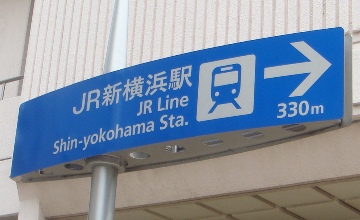 JR新横浜駅
JR Line
Shin-yokohama Sta.
330m